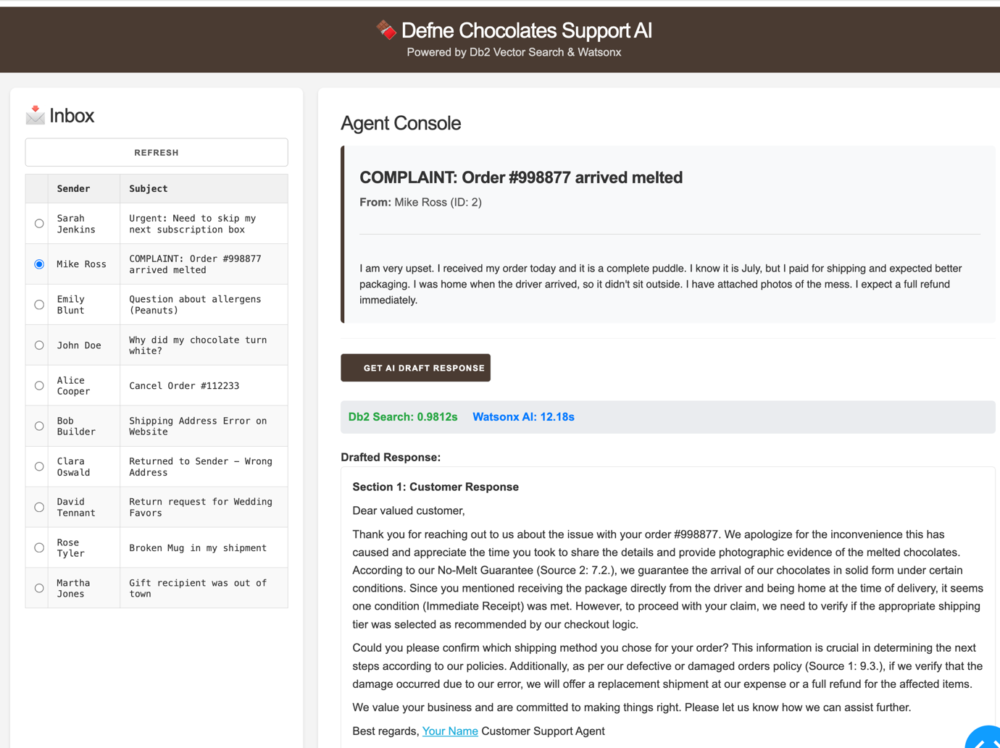 Defne Chocolates Support AI
Powered by Db2 Vector Search & Watsonx
Inbox
REFRESH
Sender Subject
Sarah Jenkins Urgent: Need to skip my next subscription box
Mike Ross COMPLAINT: Order #998877 arrived melted
Emily Blunt Question about allergens (Peanuts)
John Doe Why did my chocolate turn white?
Alice Cooper Cancel Order #112233
Bob Builder Shipping Address Error on Website
Clara Oswald Returned to Sender – Wrong Address
David Tennant Return request for Wedding Favors
Rose Tyler Broken Mug in my shipment
Martha Jones Gift recipient was out of town
Agent Console
COMPLAINT: Order #998877 arrived melted
From: Mike Ross (ID: 2)
I am very upset. I received my order today and it is a complete puddle. I know it is July, but I paid for shipping and expected better
packaging. I was home when the driver arrived, so it didn't sit outside. I have attached photos of the mess. I expect a full refund
immediately.
GET AI DRAFT RESPONSE
Db2 Search: 0.9812s Watsonx AI: 12.18s
Drafted Response:
Section 1: Customer Response
Dear valued customer,
Thank you for reaching out to us about the issue with your order #998877. We apologize for the inconvenience this has
caused and appreciate the time you took to share the details and provide photographic evidence of the melted chocolates.
According to our No-Melt Guarantee (Source 2: 7.2.), we guarantee the arrival of our chocolates in solid form under certain
conditions. Since you mentioned receiving the package directly from the driver and being home at the time of delivery, it seems
one condition (Immediate Receipt) was met. However, to proceed with your claim, we need to verify if the appropriate shipping
tier was selected as recommended by our checkout logic.
Could you please confirm which shipping method you chose for your order? This information is crucial in determining the next
steps according to our policies. Additionally, as per our defective or damaged orders policy (Source 1: 9.3.), if we verify that the
damage occurred due to our error, we will offer a replacement shipment at our expense or a full refund for the affected items.
We value your business and are committed to making things right. Please let us know how we can assist further.
Best regards, Your Name Customer Support Agent